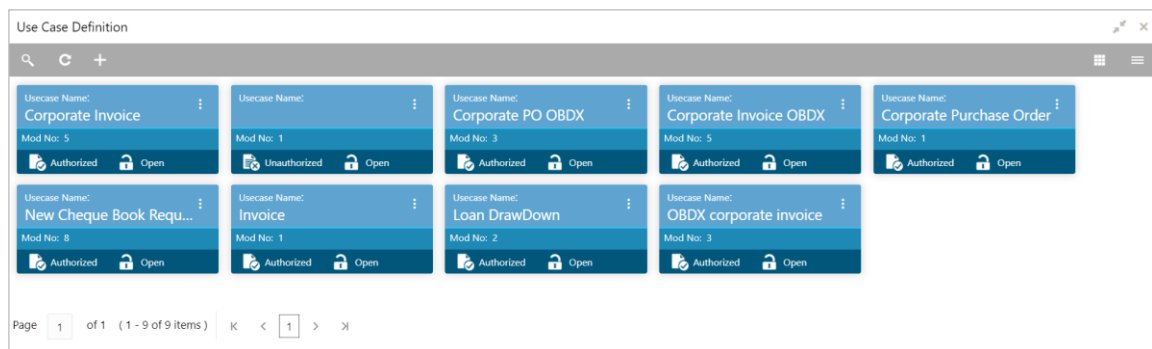 Use Case Definition
Usecase Name: Usecase Name: Usecase Name: Usecase Name: Usecase Name:
Corporate Invoice Corporate PO OBDX Corporate Invoice OBDX Corporate Purchase Order
Mod No: 5 Mod No: 1 Mod No: 3 Mod No: 5 Mod No: 1
Authorized Open Unauthorized Open Authorized Open Authorized Open Authorized Open
Usecase Name: Usecase Name: Usecase Name: Usecase Name:
New Cheque Book Requ... Invoice Loan DrawDown OBDX corporate invoice
Mod No: 8 Mod No: 1 Mod No: 2 Mod No: 3
Authorized Open Authorized Open Authorized Open Authorized Open
Page 1 of 1 ( 1 - 9 of 9 items ) 1